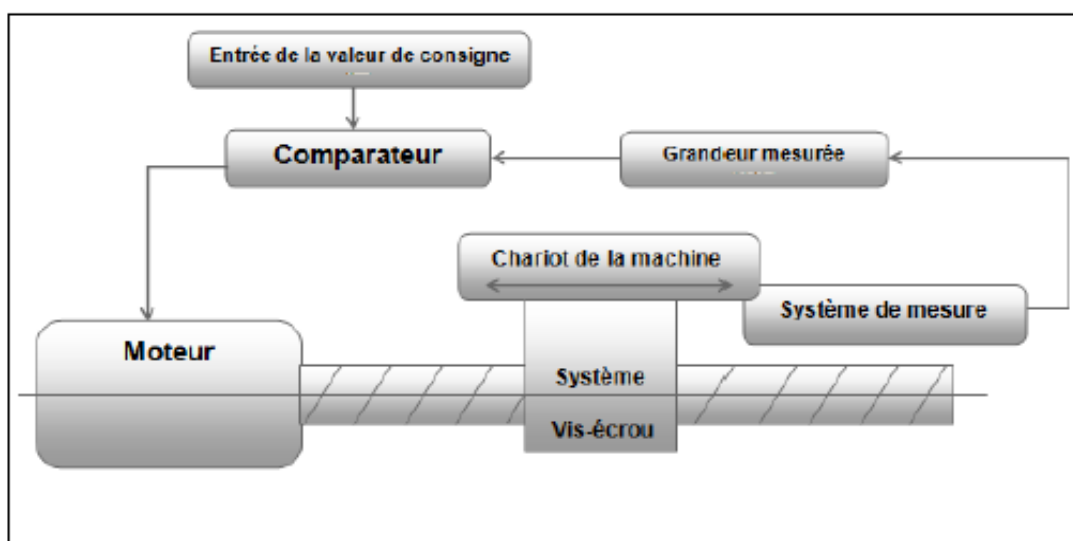 Entrée de la valeur de consigne
Comparateur
Grandeur mesurée
Chariot de la machine
Système de mesure
Moteur
Système
Vis-écrou